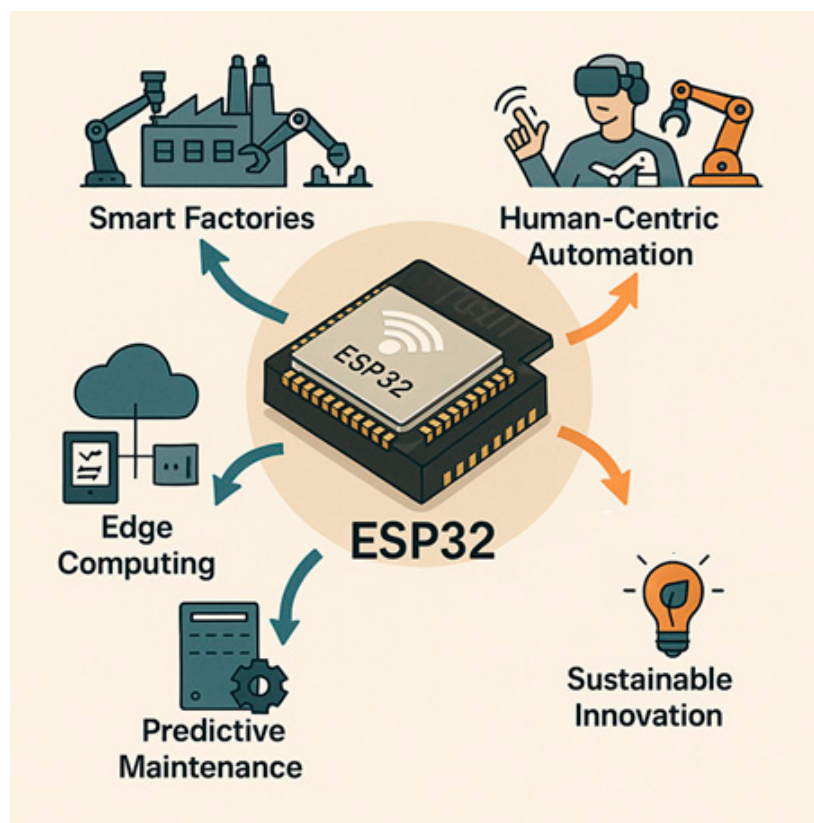 Smart Factories
Human-Centric
Automation
ESP32
ESP32
Edge
Computing
Predictive
Maintenance
Sustainable
Innovation